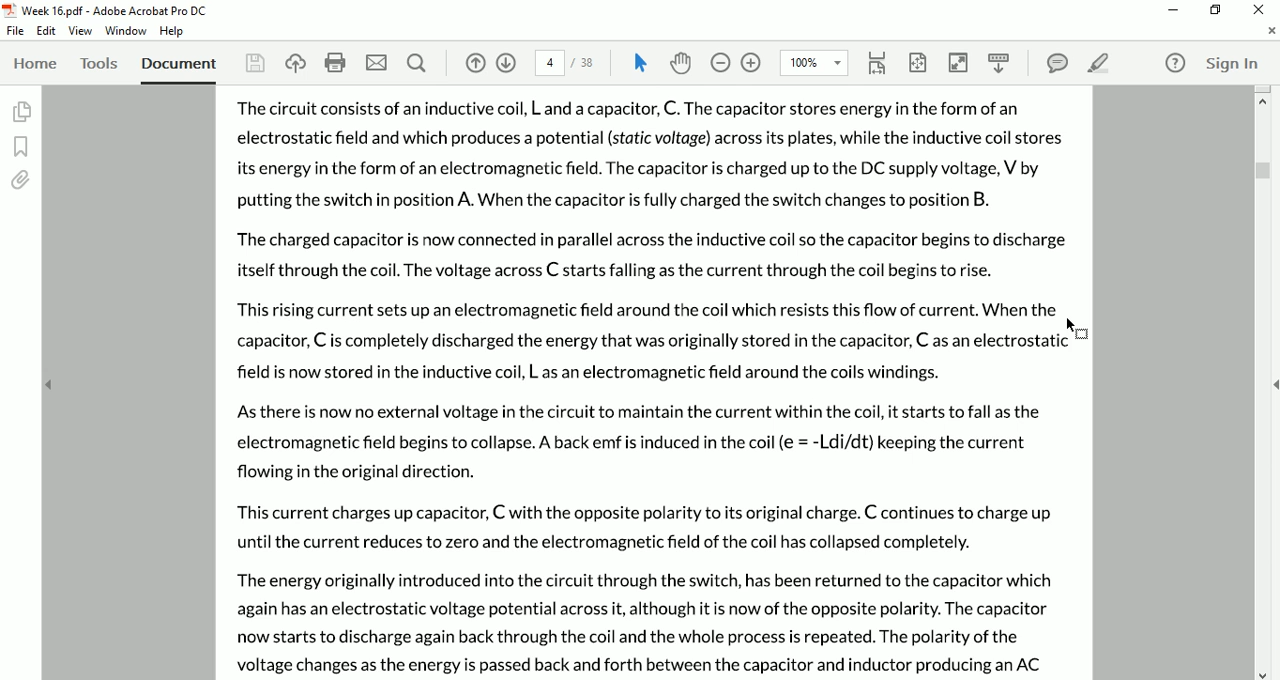 Week 16.pdf - Adobe Acrobat Pro DC
File Edit View Window Help
Home Tools Document 4 / 38 100% Sign In
The circuit consists of an inductive coil, L and a capacitor, C. The capacitor stores energy in the form of an
electrostatic field and which produces a potential (static voltage) across its plates, while the inductive coil stores
its energy in the form of an electromagnetic field. The capacitor is charged up to the DC supply voltage, V by
putting the switch in position A. When the capacitor is fully charged the switch changes to position B.
The charged capacitor is now connected in parallel across the inductive coil so the capacitor begins to discharge
itself through the coil. The voltage across C starts falling as the current through the coil begins to rise.
This rising current sets up an electromagnetic field around the coil which resists this flow of current. When the
capacitor, C is completely discharged the energy that was originally stored in the capacitor, C as an electrostatic
field is now stored in the inductive coil, L as an electromagnetic field around the coils windings.
As there is now no external voltage in the circuit to maintain the current within the coil, it starts to fall as the
electromagnetic field begins to collapse. A back emf is induced in the coil (e = -Ldi/dt) keeping the current
flowing in the original direction.
This current charges up capacitor, C with the opposite polarity to its original charge. C continues to charge up
until the current reduces to zero and the electromagnetic field of the coil has collapsed completely.
The energy originally introduced into the circuit through the switch, has been returned to the capacitor which
again has an electrostatic voltage potential across it, although it is now of the opposite polarity. The capacitor
now starts to discharge again back through the coil and the whole process is repeated. The polarity of the
voltage changes as the energy is passed back and forth between the capacitor and inductor producing an AC